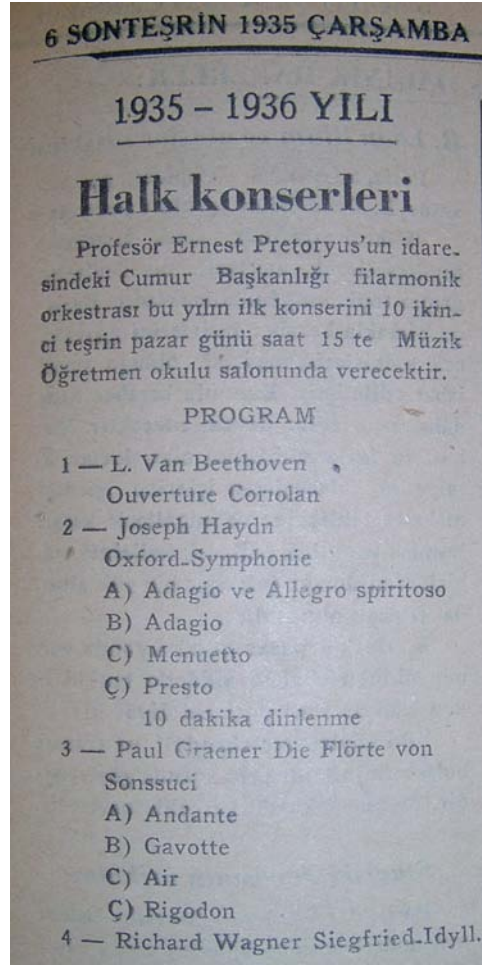 6 SONTEŞRİN 1935 ÇARŞAMBA
1935 – 1936 YILI
Halk konserleri
Profesör Ernest Pretoryus'un idare-
sindeki Cumur Başkanlığı filarmonik
orkestrası bu yılın ilk konserini 10 ikin-
ci teşrin pazar günü saat 15 te Müzik
Öğretmen okulu salonunda verecektir.
PROGRAM
1 — L. Van Beethoven
Ouverture Corıolan
2 — Joseph Haydn
Oxford-Symphonie
A) Adagio ve Allegro spiritoso
B) Adagio
C) Menuetto
Ç) Presto
10 dakika dinlenme
3 — Paul Graener Die Flörte von
Sonssuci
A) Andante
B) Gavotte
C) Air
Ç) Rigodon
4 — Richard Wagner Siegfried-Idyll.